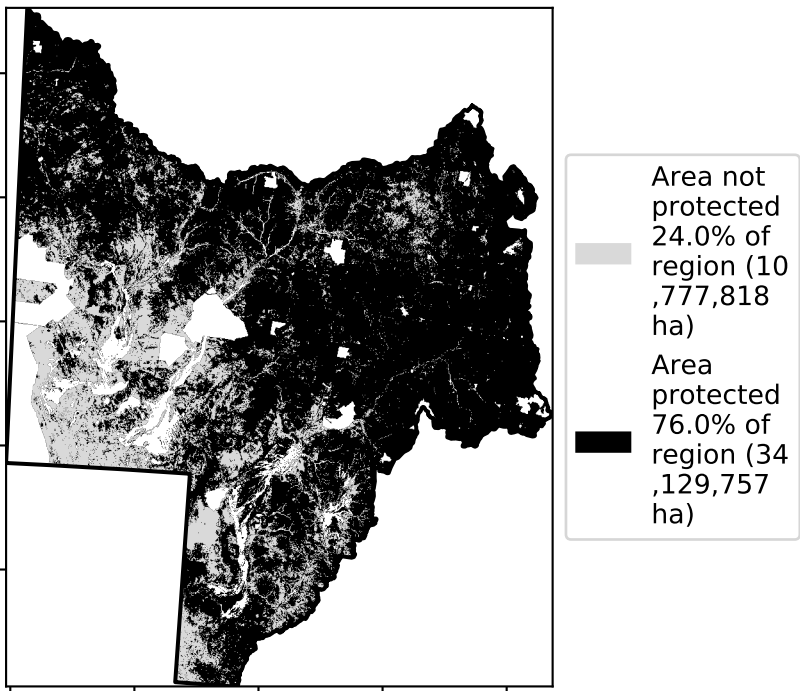 Area not
protected
24.0% of
region (10
,777,818
ha)
Area
protected
76.0% of
region (34
,129,757
ha)